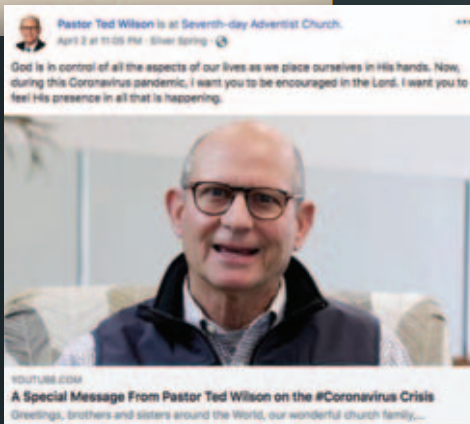 Pastor Ted Wilson is at Seventh-day Adventist Church.
April 2 at 11:05 PM · Silver Spring ·
God is in control of all the aspects of our lives as we place ourselves in His hands. Now,
during this Coronavirus pandemic, I want you to be encouraged in the Lord. I want you to
feel His presence in all that is happening.
YOUTUBE.COM
A Special Message From Pastor Ted Wilson on the #Coronavirus Crisis
Greetings, brothers and sisters around the World, our wonderful church family,...